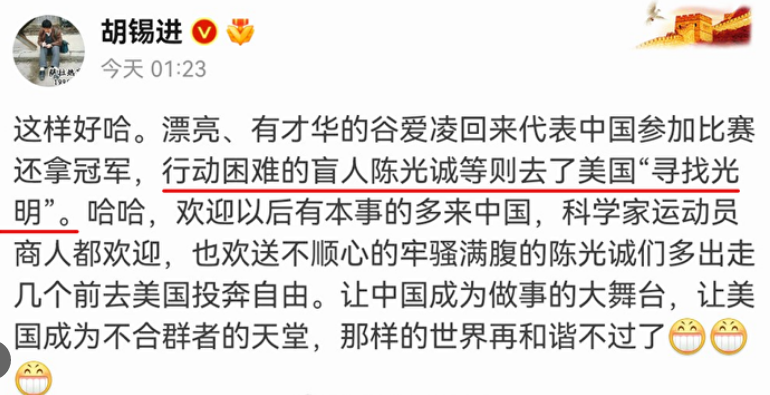 胡锡进
今天 01:23
这样好哈。漂亮、有才华的谷爱凌回来代表中国参加比赛
还拿冠军，行动困难的盲人陈光诚等则去了美国“寻找光
明”。哈哈，欢迎以后有本事的多来中国，科学家运动员
商人都欢迎，也欢送不顺心的牢骚满腹的陈光诚们多出走
几个前去美国投奔自由。让中国成为做事的大舞台，让美
国成为不合群者的天堂，那样的世界再和谐不过了😁😁
😁